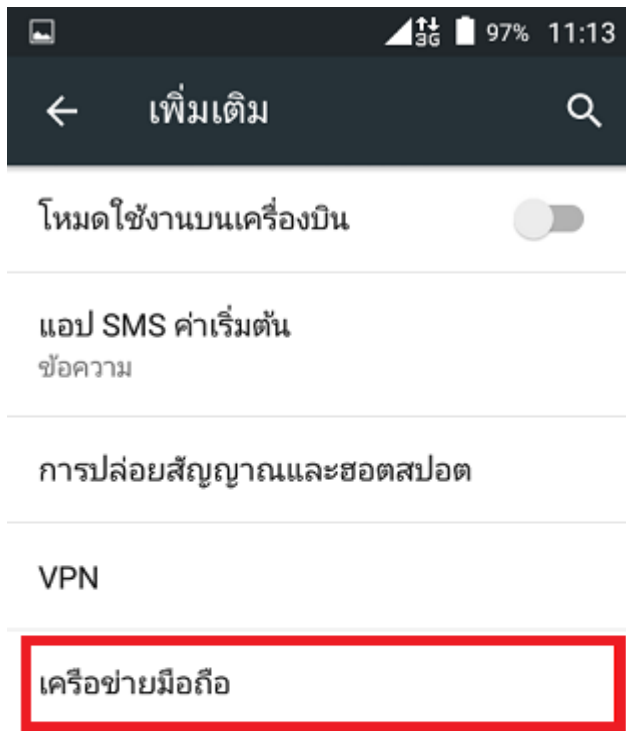 3G 97% 11:13
เพิ่มเติม
โหมดใช้งานบนเครื่องบิน
แอป SMS ค่าเริ่มต้น
ข้อความ
การปล่อยสัญญาณและฮอตสปอต
VPN
เครือข่ายมือถือ